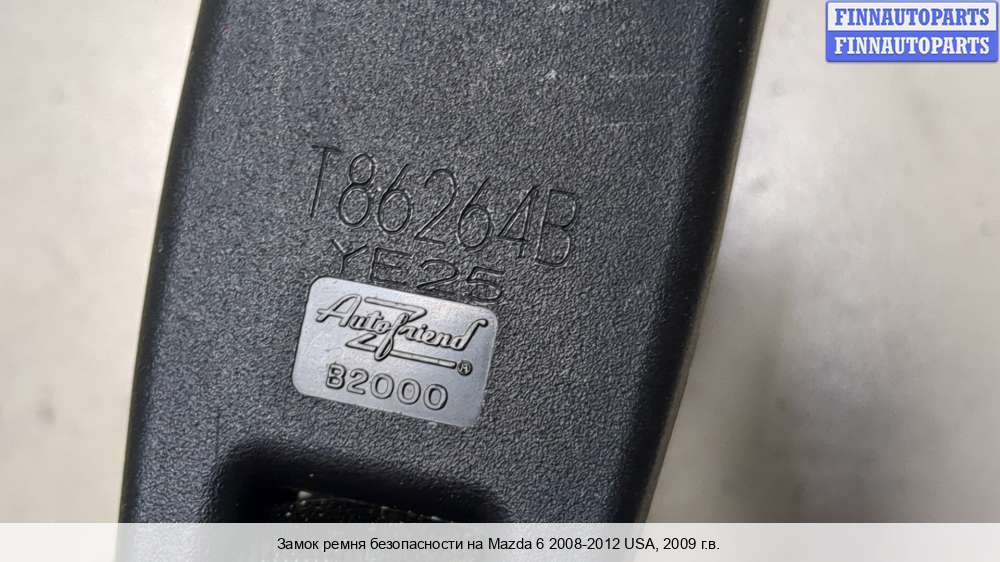 FINNAUTOPARTS
FINNAUTOPARTS
T86264B
YE25
AutoFriend®
B2000
Замок ремня безопасности на Mazda 6 2008-2012 USA, 2009 г.в.